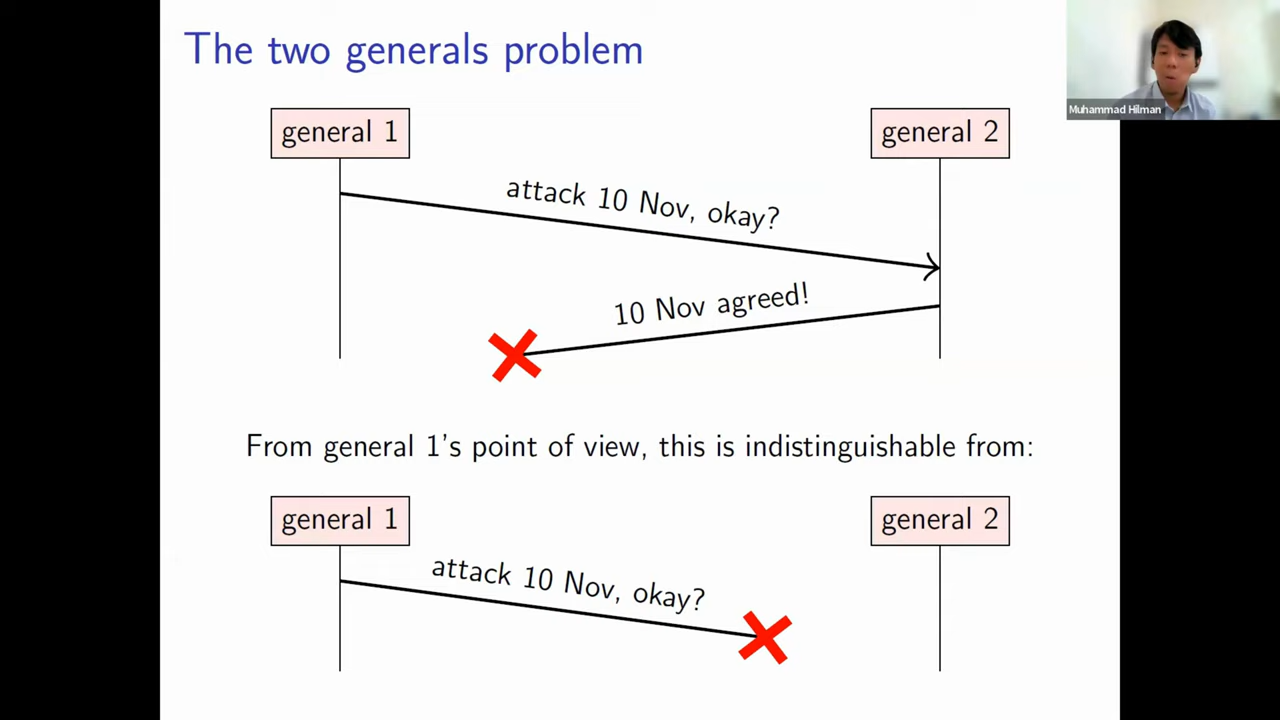 The two generals problem
Muhammad Hilman
general 1
general 2
attack 10 Nov, okay?
10 Nov agreed!
From general 1's point of view, this is indistinguishable from:
general 1
general 2
attack 10 Nov, okay?